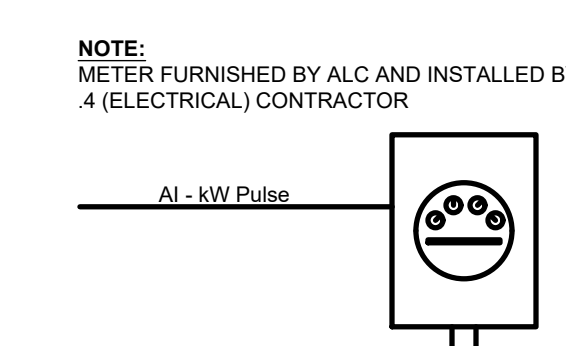 NOTE:
METER FURNISHED BY ALC AND INSTALLED
.4 (ELECTRICAL) CONTRACTOR
AI - kW Pulse